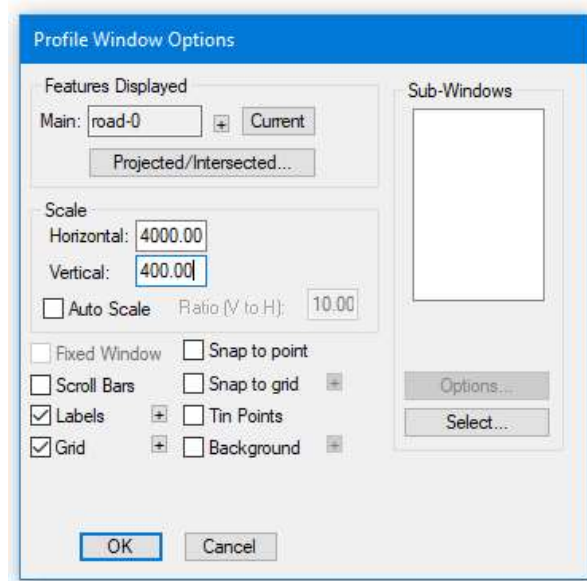 Profile Window Options
Features Displayed
Main: road-0 + Current
Projected/Intersected...
Scale
Horizontal: 4000.00
Vertical: 400.00
Auto Scale Ratio (V to H): 10.00
Fixed Window Snap to point
Scroll Bars Snap to grid +
Labels + Tin Points
Grid + Background +
Sub-Windows
Options...
Select...
OK Cancel